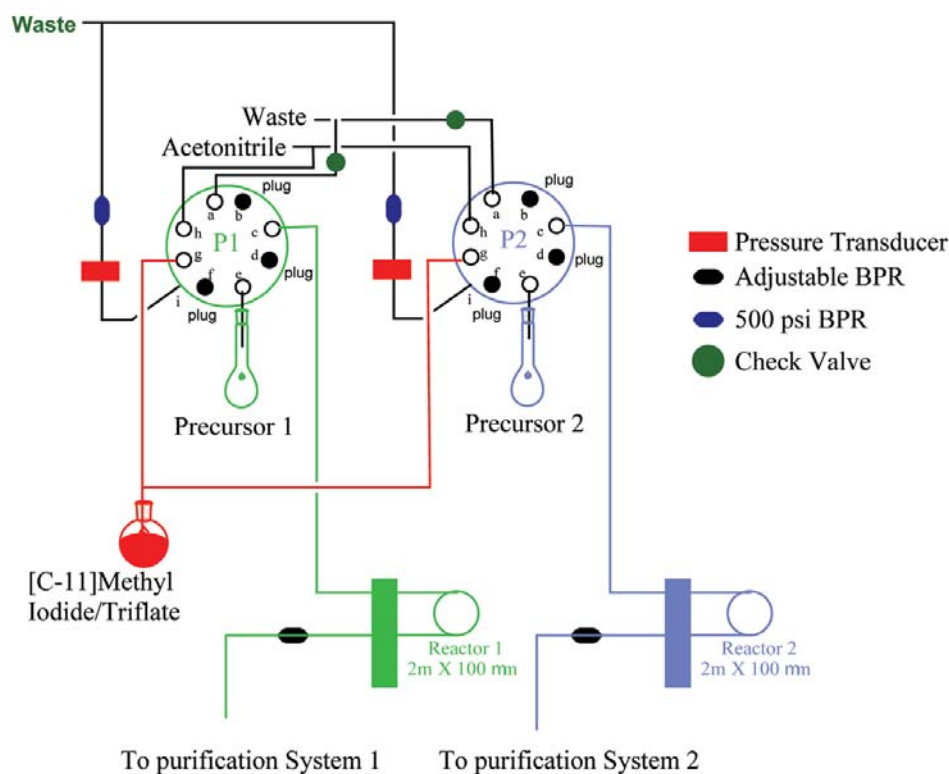 Waste
Waste
Acetonitrile
plug
a
b
h
P1
c
g
d
plug
f
e
i
plug
plug
a
b
h
P2
c
g
d
plug
f
e
i
plug
Pressure Transducer
Adjustable BPR
500 psi BPR
Check Valve
Precursor 1
Precursor 2
[C-11]Methyl
Iodide/Triflate
Reactor 1
2m X 100 mm
Reactor 2
2m X 100 mm
To purification System 1
To purification System 2